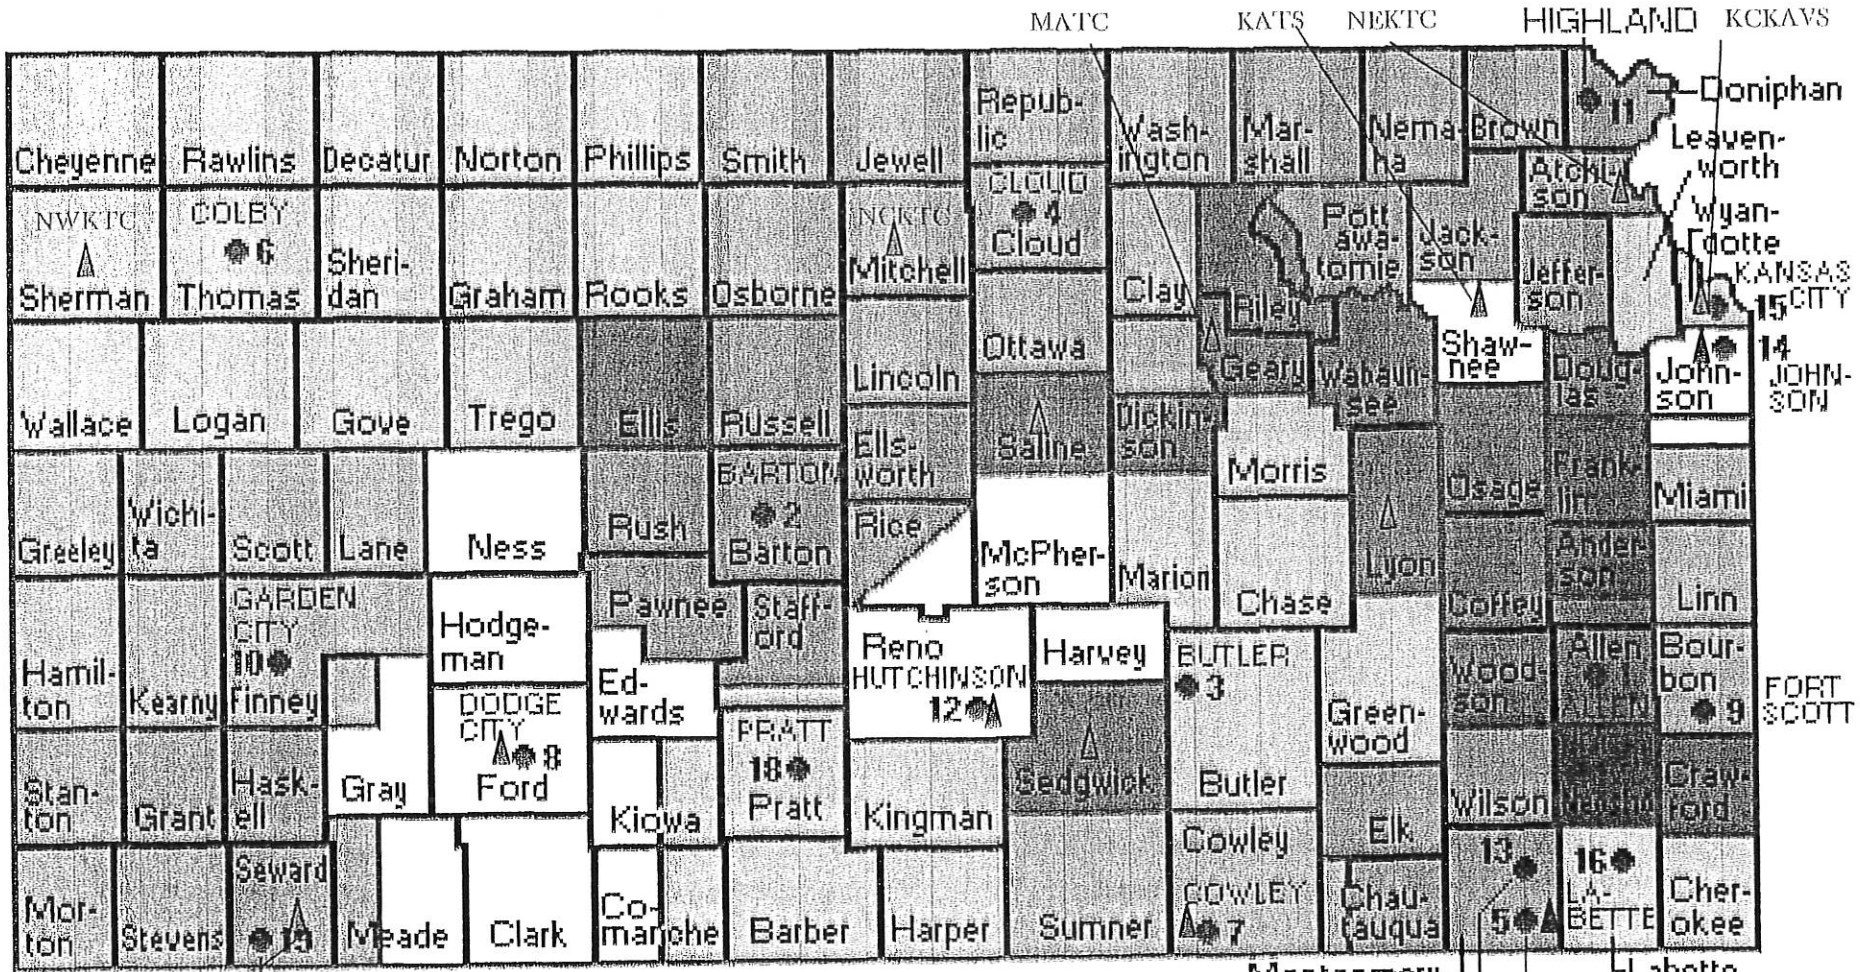 MATC KATS NEKTC HIGHLAND KCKAVS
Doniphan
11
Repub-
lic
Wash-
ington
Mar-
shall
Nema-
ha
Brown
Leaven-
worth
Cheyenne Rawlins Decatur Norton Phillips Smith Jewell
Atchi-
son
NWKTC
COLBY
6
NCKTC
CLOUD
4
Cloud
Wyan-
dotte
Sherman
Thomas
Sheri-
dan
Graham
Rooks
Osborne
Mitchell
Clay
Riley
Pott
awa-
tomie
Jack-
son
Jeffer-
son
KANSAS
CITY
15
Wallace
Logan
Gove
Trego
Ellis
Russell
Lincoln
Ottawa
Saline
Dickin-
son
Geary
Wabaun-
see
Shaw-
nee
Doug-
las
John-
son
14
JOHN-
SON
Greeley
Wichi-
ta
Scott
Lane
Ness
Rush
BARTON
2
Barton
Ells-
worth
Rice
McPher-
son
Marion
Morris
Chase
Lyon
Osage
Frank-
lin
Miami
Hamil-
ton
Kearny
GARDEN
CITY
10
Finney
Hodge-
man
Pawnee
Staff-
ord
Ed-
wards
Reno
HUTCHINSON
12
Harvey
BUTLER
3
Butler
Green-
wood
Coffey
Ander-
son
Linn
Wood-
son
Allen
1
ALLEN
Bour-
bon
9
FORT
SCOTT
Stan-
ton
Grant
Hask-
ell
Gray
DODGE
CITY
8
Ford
Kiowa
PRATT
18
Pratt
Kingman
Sedgwick
Elk
Wilson
Neosho
Craw-
ford
Mor-
ton
Stevens
Seward
19
Meade
Clark
Co-
manche
Barber
Harper
Sumner
Cowley
COWLEY
7
Chau-
tauqua
13
5
16
LA-
BETTE
Cher-
okee
Montgomery
Labette